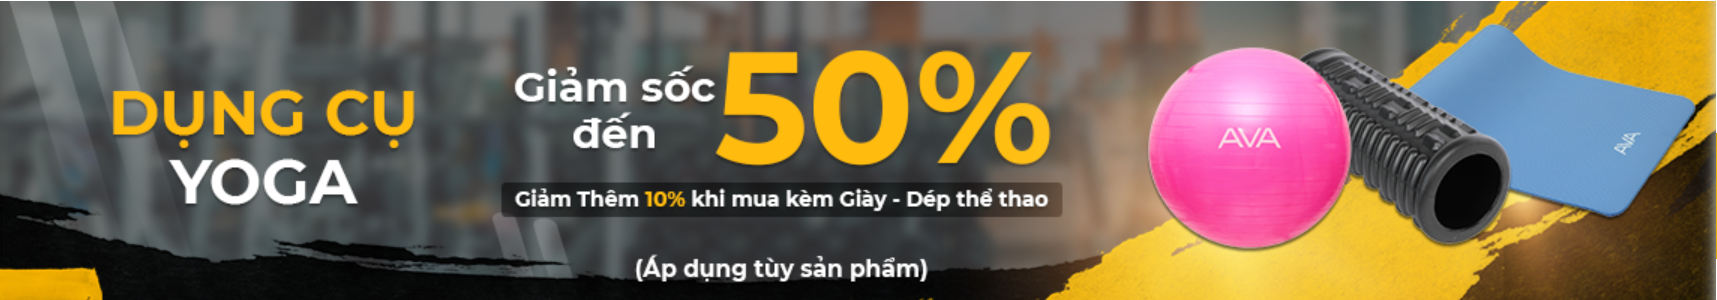 DỤNG CỤ
YOGA
Giảm sốc
đến
50%
Giảm Thêm 10% khi mua kèm Giày - Dép thể thao
(Áp dụng tùy sản phẩm)
AVA
AVA